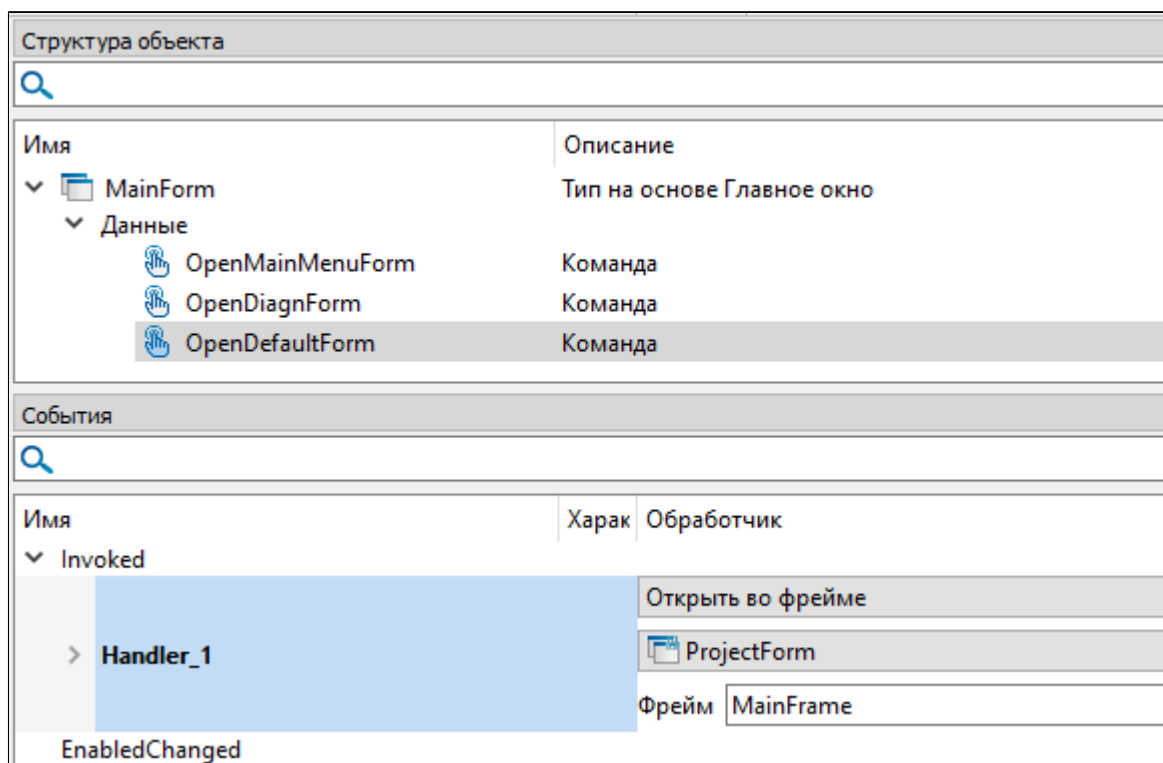 Структура объекта
Имя Описание
MainForm Тип на основе Главное окно
Данные
OpenMainMenuForm Команда
OpenDiagnForm Команда
OpenDefaultForm Команда
События
Имя Харак Обработчик
Invoked
Открыть во фрейме
Handler_1 ProjectForm
Фрейм MainFrame
EnabledChanged